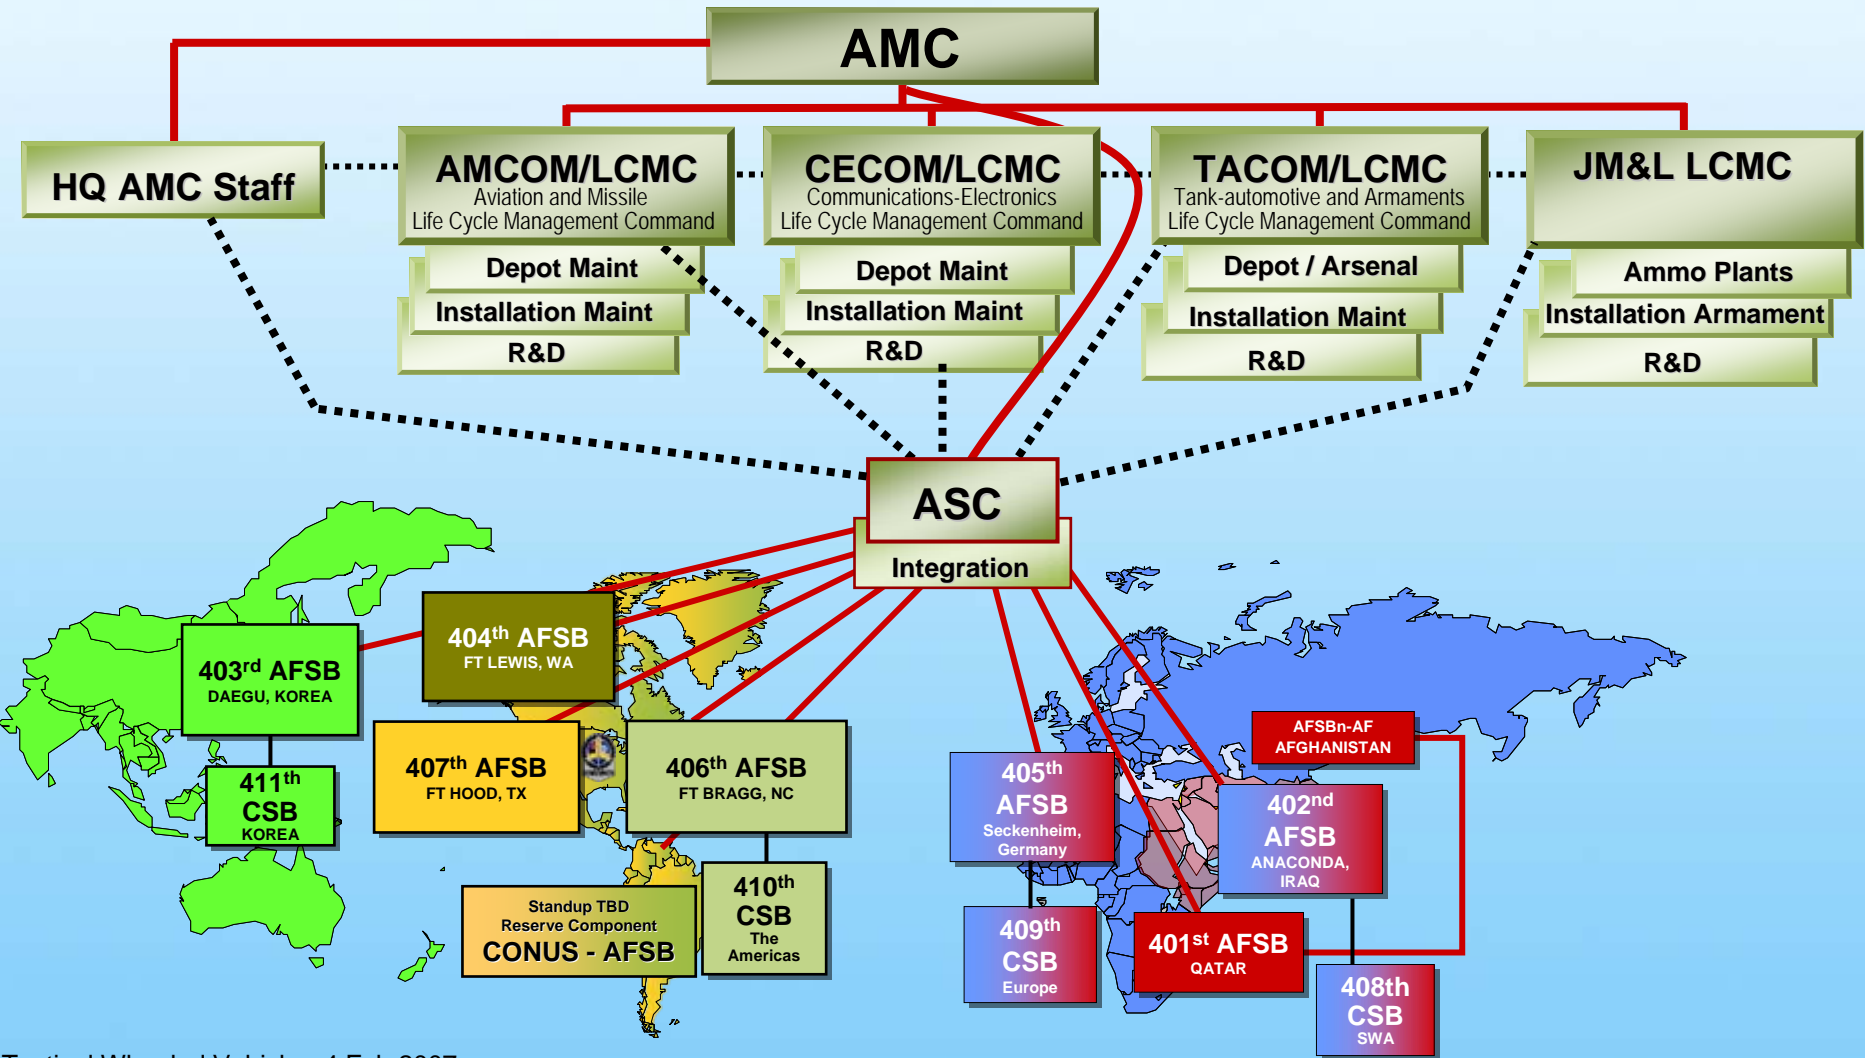 AMC
HQ AMC Staff
AMCOM/LCMC
Aviation and Missile
Life Cycle Management Command
Depot Maint
Installation Maint
R&D
CECOM/LCMC
Communications-Electronics
Life Cycle Management Command
Depot Maint
Installation Maint
R&D
TACOM/LCMC
Tank-automotive and Armaments
Life Cycle Management Command
Depot / Arsenal
Installation Maint
R&D
JM&L LCMC
Ammo Plants
Installation Armament
R&D
ASC
Integration
403rd AFSB
DAEGU, KOREA
411th
CSB
KOREA
404th AFSB
FT LEWIS, WA
407th AFSB
FT HOOD, TX
406th AFSB
FT BRAGG, NC
410th
CSB
The
Americas
Standup TBD
Reserve Component
CONUS - AFSB
405th
AFSB
Seckenheim,
Germany
409th
CSB
Europe
AFSBn-AF
AFGHANISTAN
402nd
AFSB
ANACONDA,
IRAQ
401st AFSB
QATAR
408th
CSB
SWA